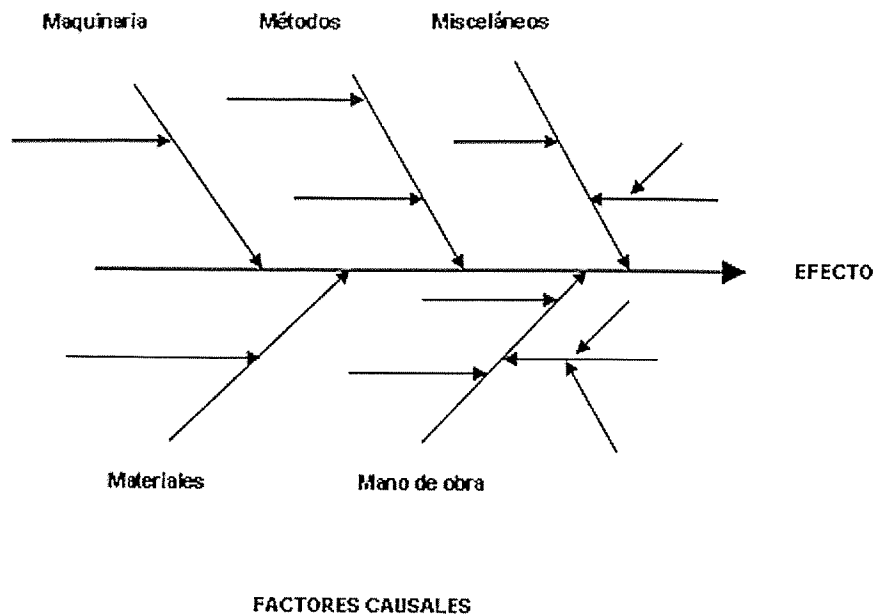 Maquinaria
Métodos
Misceláneos
EFECTO
Materiales
Mano de obra
FACTORES CAUSALES